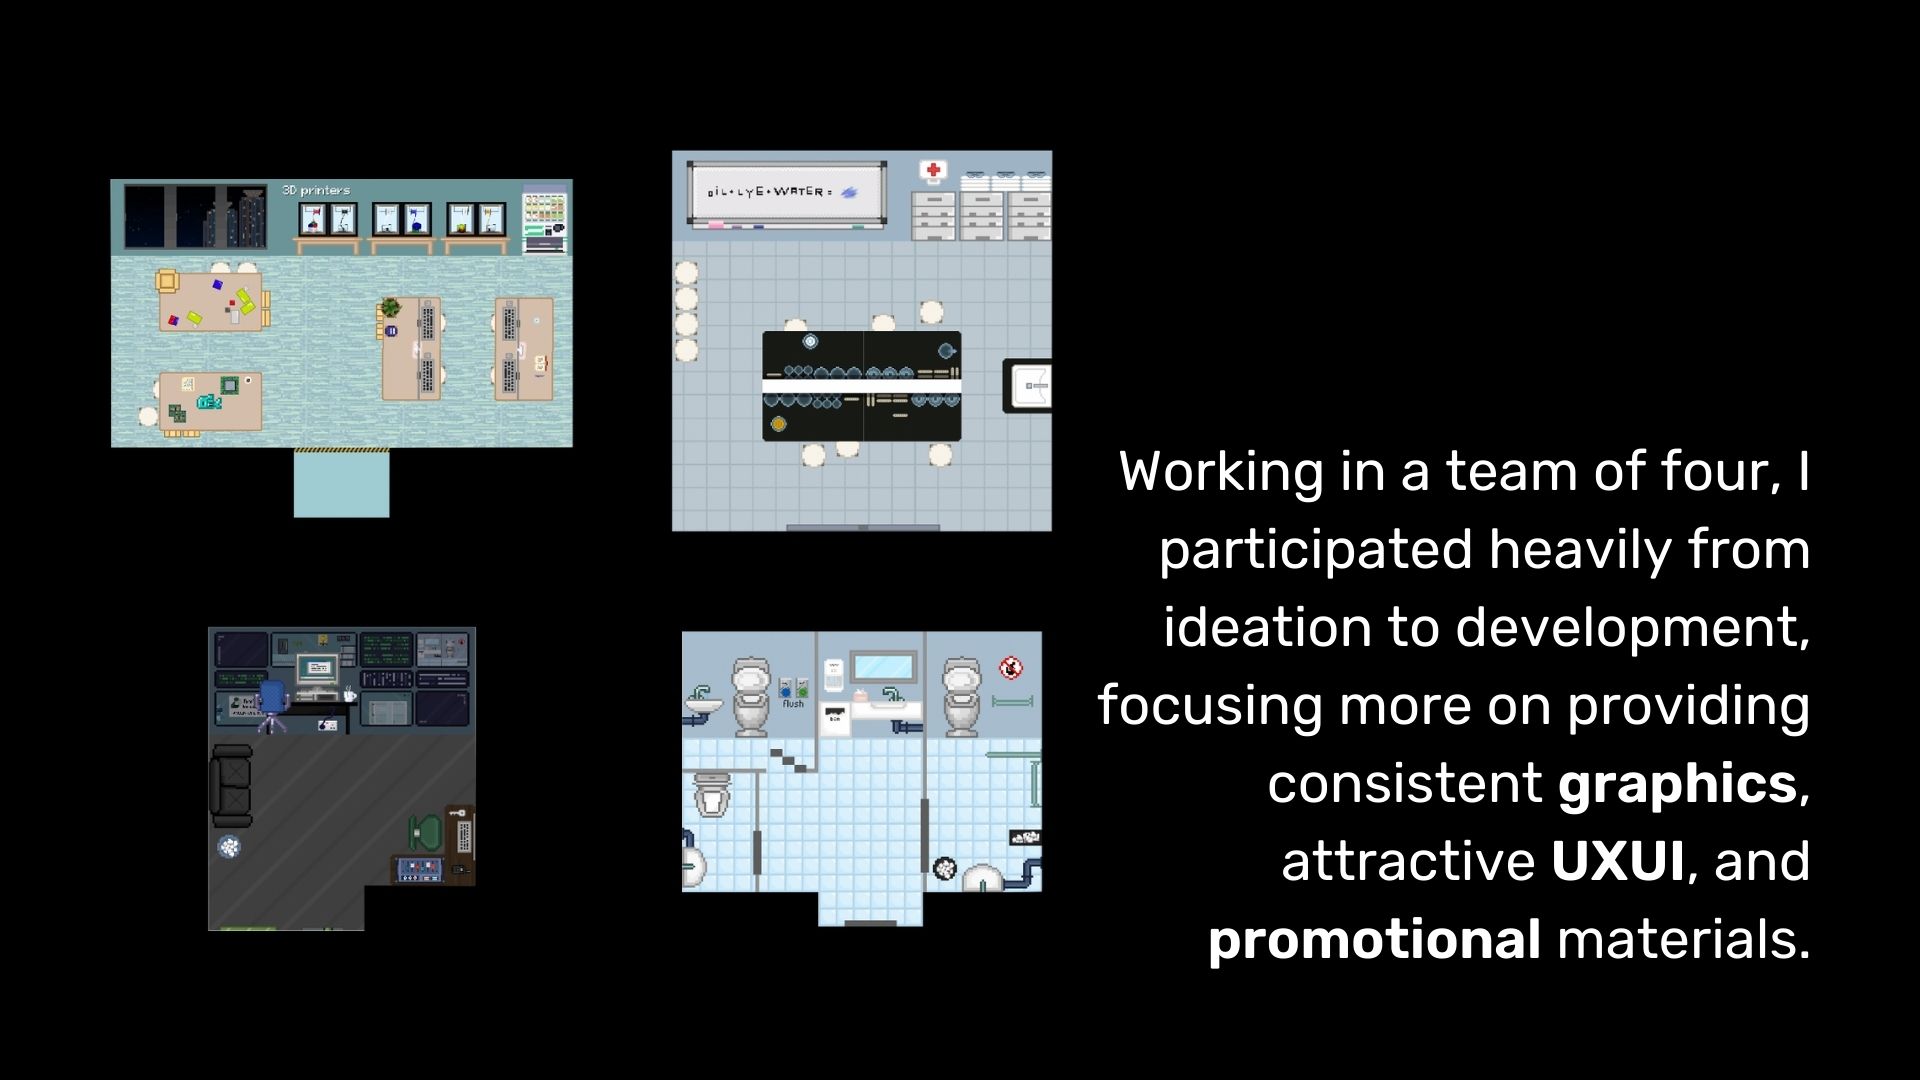 3D printers
OIL+LYE+WATER=
flush
Working in a team of four, I
participated heavily from
ideation to development,
focusing more on providing
consistent graphics,
attractive UXUI, and
promotional materials.